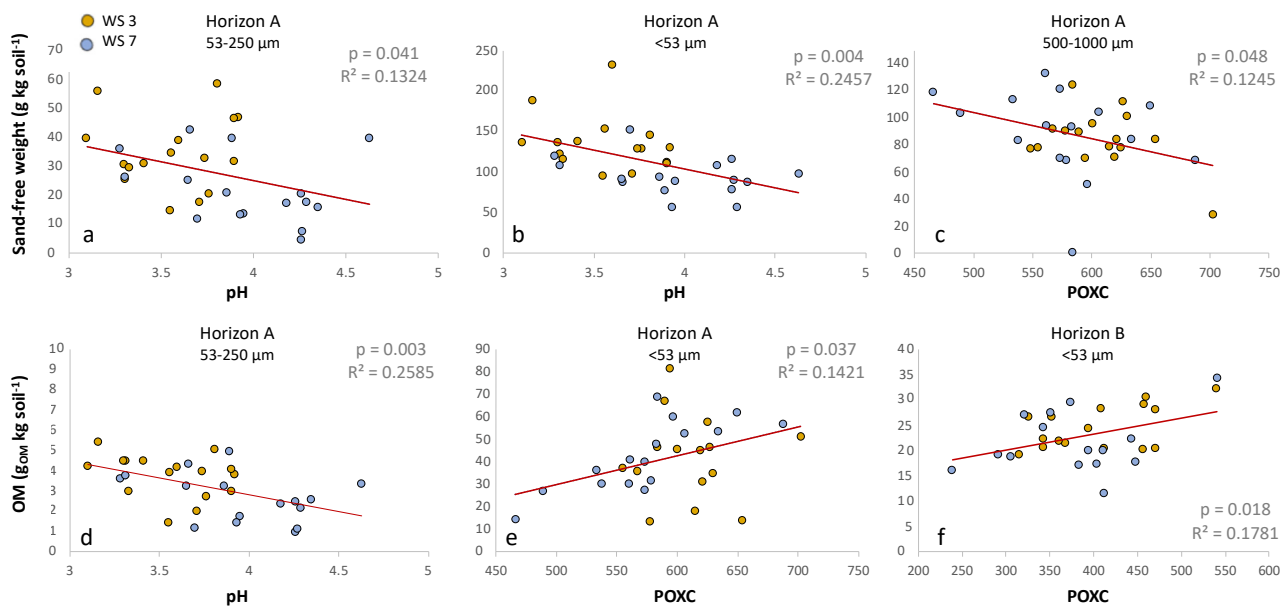 WS 3
WS 7
Horizon A
53-250 µm
p = 0.041
R² = 0.1324
Sand-free weight (g kg soil⁻¹)
70
60
50
40
30
20
10
0
a
3
4
5
pH
Horizon A
<53 µm
p = 0.004
R² = 0.2457
250
200
150
100
50
0
b
3
4
5
pH
Horizon A
500-1000 µm
p = 0.048
R² = 0.1245
140
120
100
80
60
40
20
0
c
450
500
550
600
650
700
750
POXC
Horizon A
53-250 µm
p = 0.003
R² = 0.2585
OM (gOM kg soil⁻¹)
10
9
8
7
6
5
4
3
2
1
0
d
3
3.5
4
4.5
5
pH
Horizon A
<53 µm
p = 0.037
R² = 0.1421
90
80
70
60
50
40
30
20
10
0
e
450
500
550
600
650
700
750
POXC
Horizon B
<53 µm
40
35
30
25
20
15
10
5
0
p = 0.018
R² = 0.1781
f
200
250
300
350
400
450
500
550
600
POXC